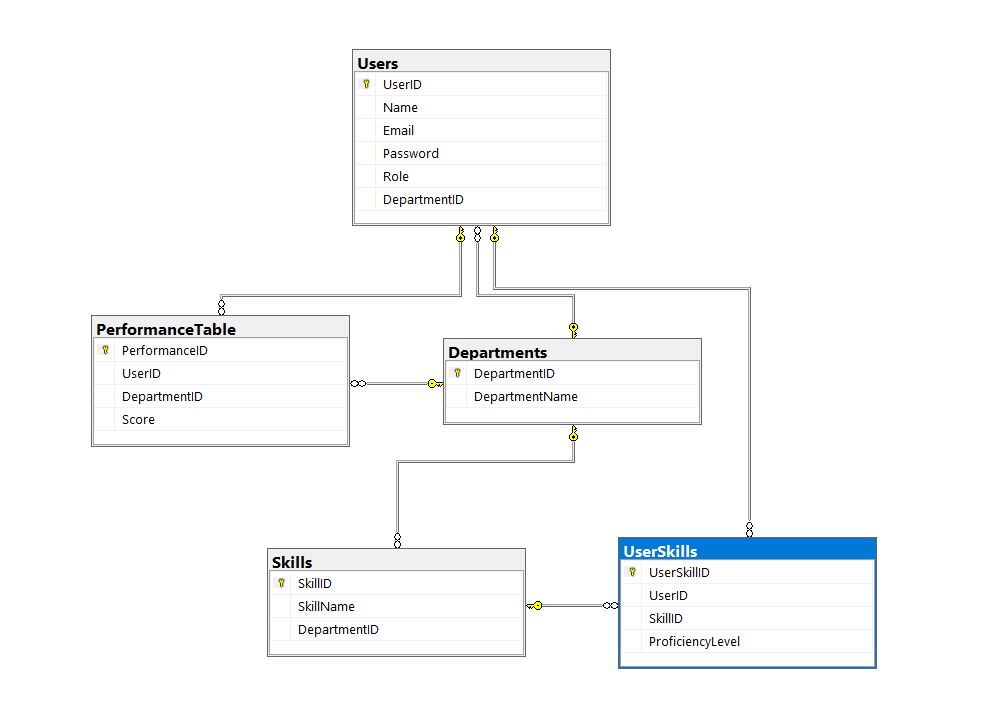 Users
UserID
Name
Email
Password
Role
DepartmentID
PerformanceTable
PerformanceID
UserID
DepartmentID
Score
Departments
DepartmentID
DepartmentName
Skills
SkillID
SkillName
DepartmentID
UserSkills
UserSkillID
UserID
SkillID
ProficiencyLevel